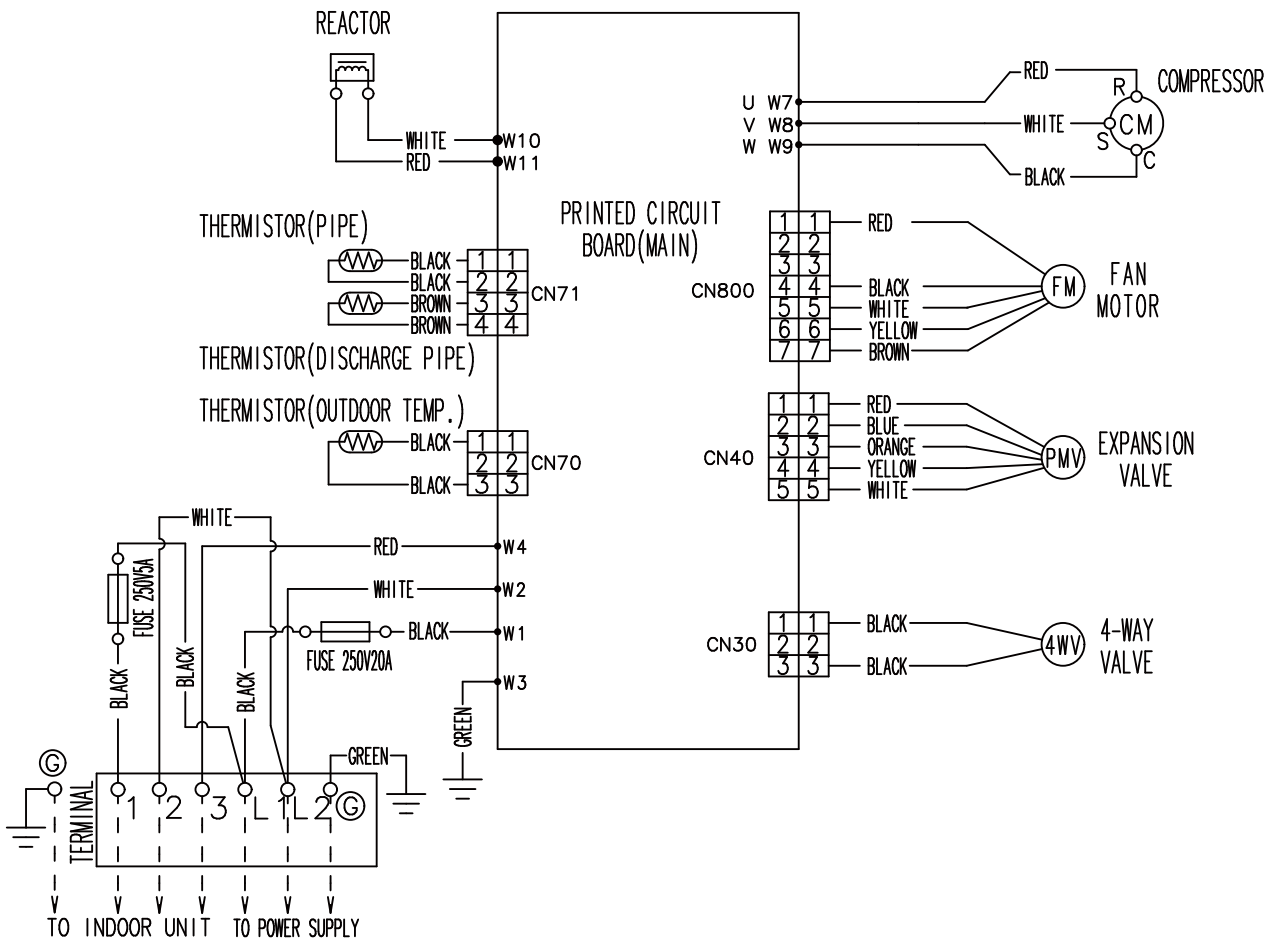 REACTOR
WHITE
RED
W10
W11
U W7
V W8
W W9
RED
WHITE
BLACK
R
S
C
CM
COMPRESSOR
PRINTED CIRCUIT
BOARD(MAIN)
THERMISTOR(PIPE)
BLACK
BLACK
BROWN
BROWN
1 1
2 2
3 3
4 4
CN71
THERMISTOR(DISCHARGE PIPE)
THERMISTOR(OUTDOOR TEMP.)
BLACK
BLACK
1 1
2 2
3 3
CN70
CN800
1 1
2 2
3 3
4 4
5 5
6 6
7 7
RED
BLACK
WHITE
YELLOW
BROWN
FM
FAN
MOTOR
CN40
1 1
2 2
3 3
4 4
5 5
RED
BLUE
ORANGE
YELLOW
WHITE
PMV
EXPANSION
VALVE
CN30
1 1
2 2
3 3
BLACK
BLACK
4WV
4-WAY
VALVE
WHITE
RED
W4
WHITE
W2
BLACK
W1
FUSE 250V20A
W3
GREEN
FUSE 250V5A
BLACK
BLACK
BLACK
GREEN
G
TERMINAL
1 2 3 L1 L2 G
TO INDOOR UNIT
TO POWER SUPPLY